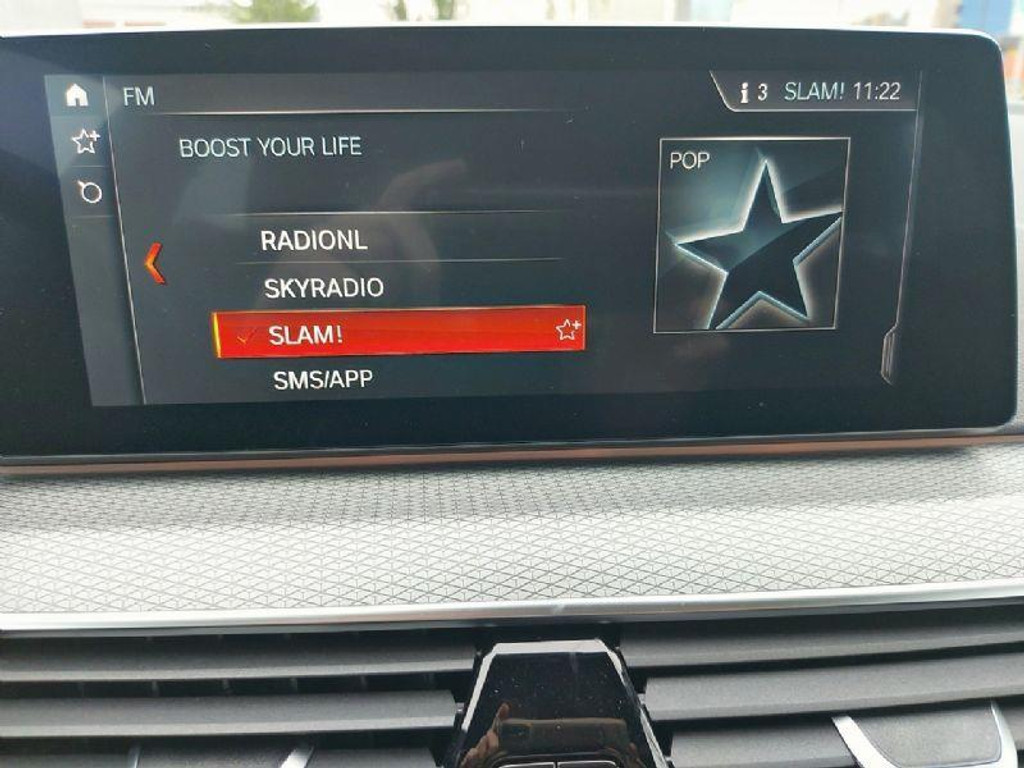 FM
i 3 SLAM! 11:22
BOOST YOUR LIFE
POP
RADIONL
SKYRADIO
SLAM!
SMS/APP